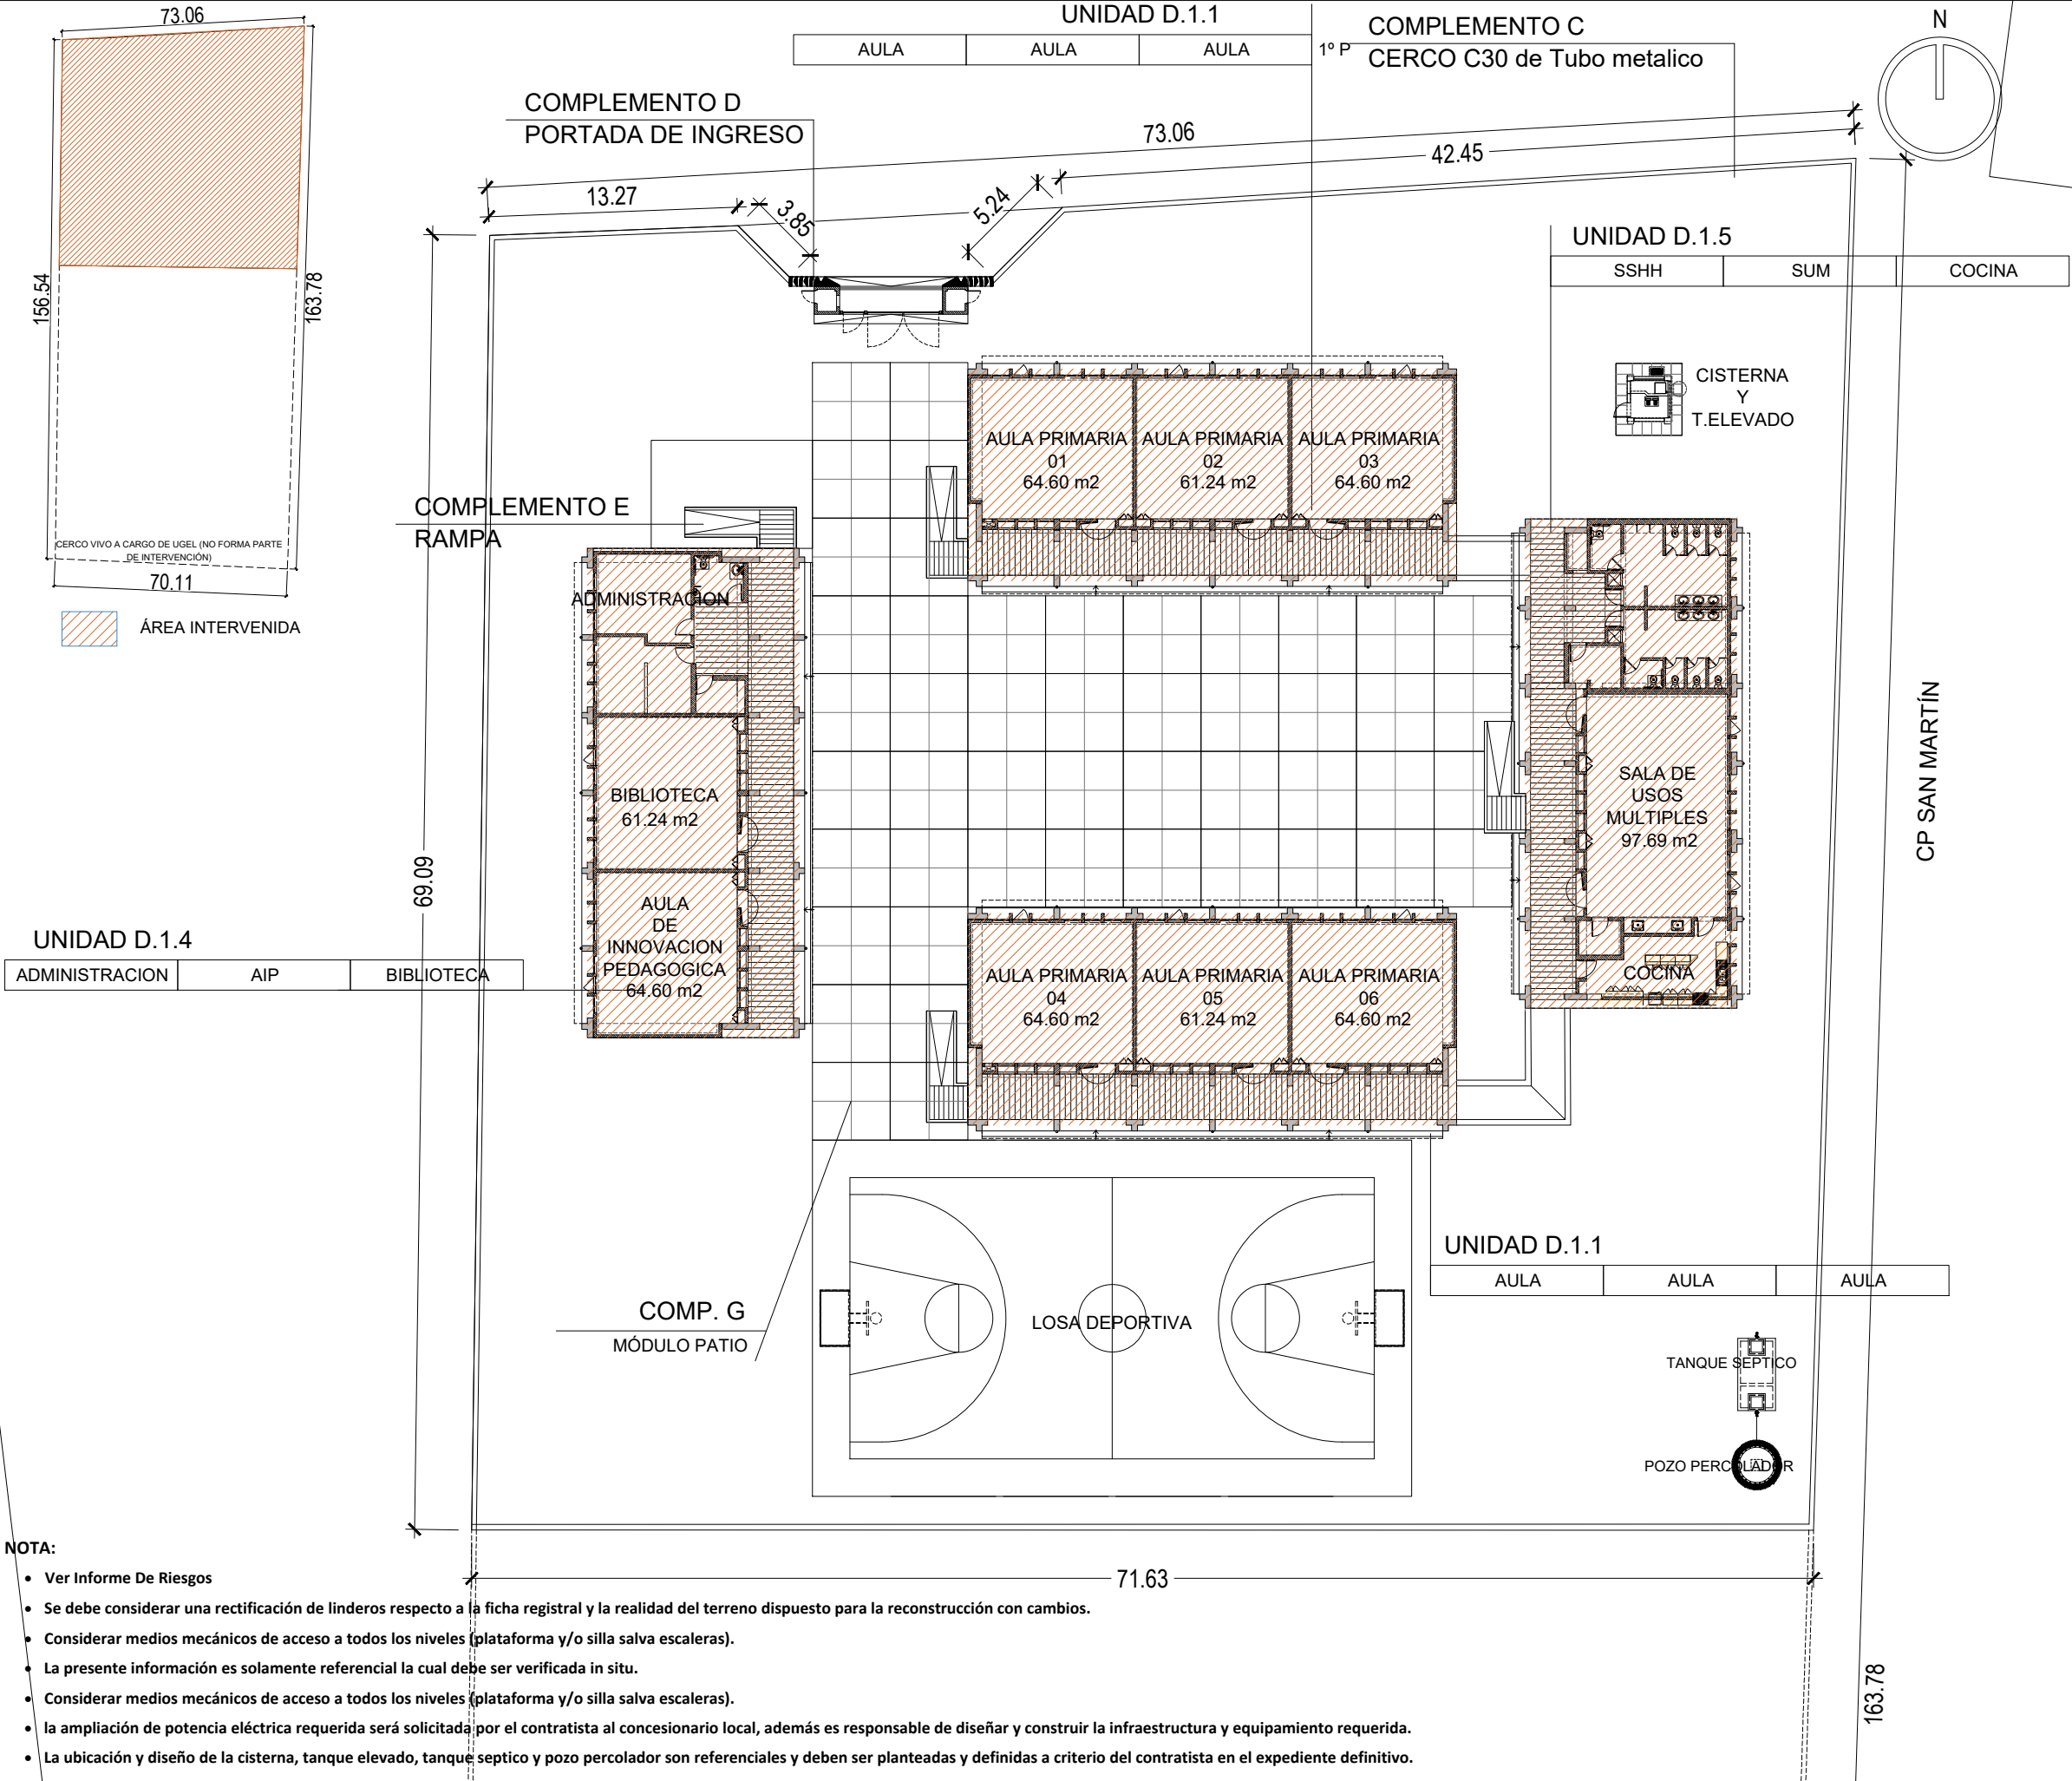 73.06
156.54
163.78
CERCO VIVO A CARGO DE UGEL (NO FORMA PARTE
DE INTERVENCIÓN)
70.11
ÁREA INTERVENIDA
UNIDAD D.1.1
AULA AULA AULA 1º P
COMPLEMENTO C
CERCO C30 de Tubo metalico
N
COMPLEMENTO D
PORTADA DE INGRESO
73.06
42.45
13.27
3.85
5.24
UNIDAD D.1.5
SSHH SUM COCINA
CISTERNA
Y
T.ELEVADO
AULA PRIMARIA
01
64.60 m2
AULA PRIMARIA
02
61.24 m2
AULA PRIMARIA
03
64.60 m2
COMPLEMENTO E
RAMPA
ADMINISTRACION
BIBLIOTECA
61.24 m2
AULA
DE
INNOVACION
PEDAGOGICA
64.60 m2
SALA DE
USOS
MULTIPLES
97.69 m2
COCINA
CP SAN MARTÍN
69.09
UNIDAD D.1.4
ADMINISTRACION AIP BIBLIOTECA
AULA PRIMARIA
04
64.60 m2
AULA PRIMARIA
05
61.24 m2
AULA PRIMARIA
06
64.60 m2
UNIDAD D.1.1
AULA AULA AULA
COMP. G
MÓDULO PATIO
LOSA DEPORTIVA
TANQUE SEPTICO
POZO PERCOLADOR
71.63
163.78
NOTA:
• Ver Informe De Riesgos
• Se debe considerar una rectificación de linderos respecto a la ficha registral y la realidad del terreno dispuesto para la reconstrucción con cambios.
• Considerar medios mecánicos de acceso a todos los niveles (plataforma y/o silla salva escaleras).
• La presente información es solamente referencial la cual debe ser verificada in situ.
• Considerar medios mecánicos de acceso a todos los niveles (plataforma y/o silla salva escaleras).
• la ampliación de potencia eléctrica requerida será solicitada por el contratista al concesionario local, además es responsable de diseñar y construir la infraestructura y equipamiento requerida.
• La ubicación y diseño de la cisterna, tanque elevado, tanque septico y pozo percolador son referenciales y deben ser planteadas y definidas a criterio del contratista en el expediente definitivo.